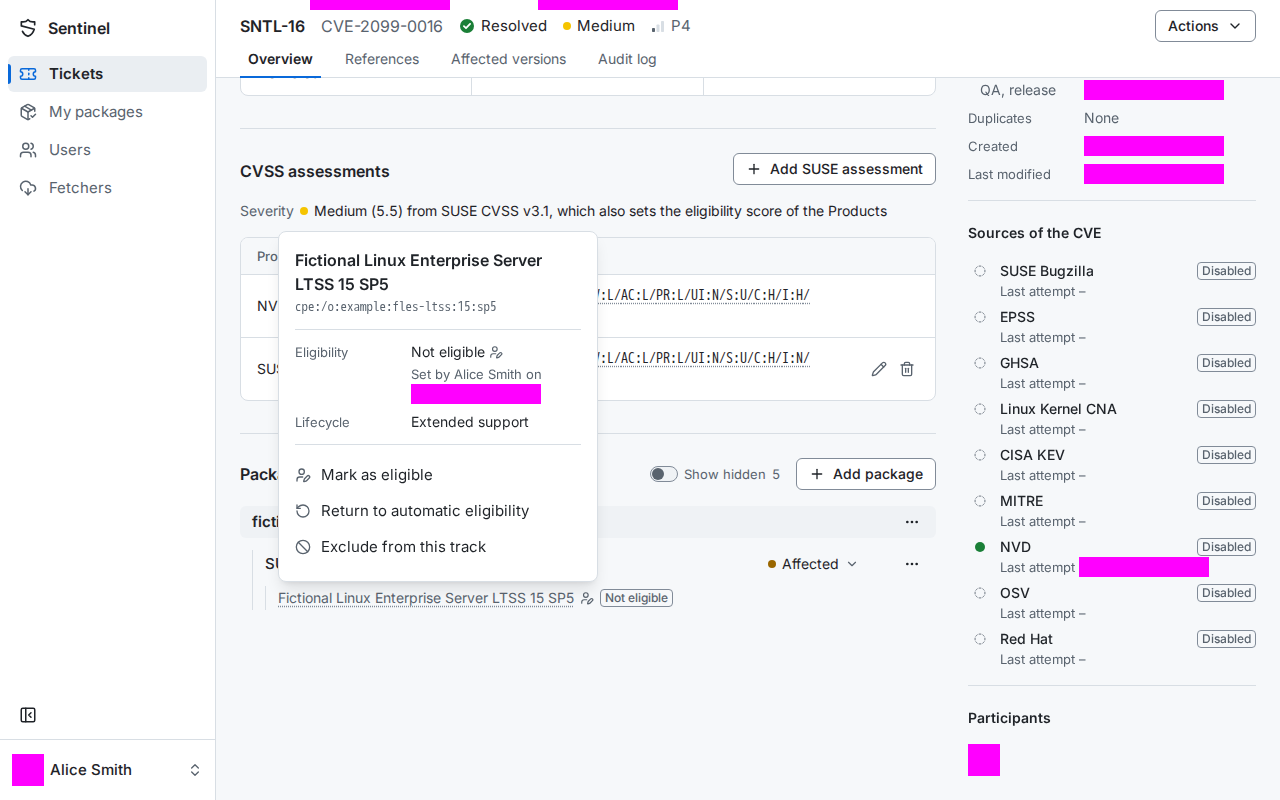 Sentinel
Tickets
My packages
Users
Fetchers
Alice Smith
SNTL-16 CVE-2099-0016 Resolved Medium P4
Actions
Overview References Affected versions Audit log
CVSS assessments
Add SUSE assessment
Severity Medium (5.5) from SUSE CVSS v3.1, which also sets the eligibility score of the Products
:L/AC:L/PR:L/UI:N/S:U/C:H/I:H/
:L/AC:L/PR:L/UI:N/S:U/C:H/I:N/
Fictional Linux Enterprise Server
LTSS 15 SP5
cpe:/o:example:fles-ltss:15:sp5
Eligibility Not eligible
Set by Alice Smith on
Lifecycle Extended support
Mark as eligible
Return to automatic eligibility
Exclude from this track
Show hidden 5
Add package
Affected
Fictional Linux Enterprise Server LTSS 15 SP5 Not eligible
QA, release
Duplicates None
Created
Last modified
Sources of the CVE
SUSE Bugzilla Disabled
Last attempt –
EPSS Disabled
Last attempt –
GHSA Disabled
Last attempt –
Linux Kernel CNA Disabled
Last attempt –
CISA KEV Disabled
Last attempt –
MITRE Disabled
Last attempt –
NVD Disabled
Last attempt
OSV Disabled
Last attempt –
Red Hat Disabled
Last attempt –
Participants